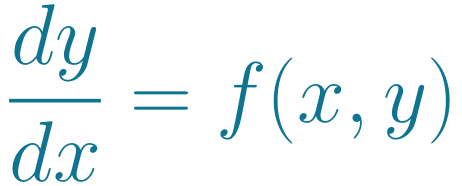 dy/dx = f(x, y)